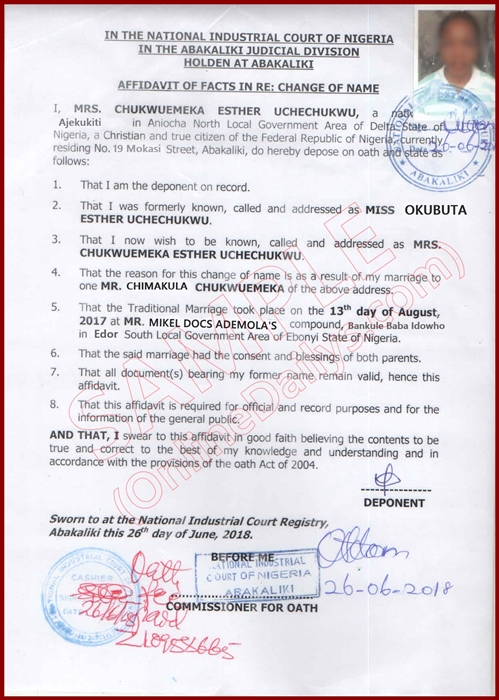 IN THE NATIONAL INDUSTRIAL COURT OF NIGERIA
IN THE ABAKALIKI JUDICIAL DIVISION
HOLDEN AT ABAKALIKI
AFFIDAVIT OF FACTS IN RE: CHANGE OF NAME
I, MRS. CHUKWUEMEKA ESTHER UCHECHUKWU, a
Ajekukiti in Aniocha North Local Government Area of Delta State of
Nigeria, a Christian and true citizen of the Federal Republic of Nigeria, currently
residing No.19 Mokasi Street, Abakaliki, do hereby depose on oath and state as
follows:
26-06-20
ABAKALIKI
1. That I am the deponent on record.
2. That I was formerly known, called and addressed as MISS OKUBUTA
ESTHER UCHECHUKWU.
3. That I now wish to be known, called and addressed as MRS.
CHUKWUEMEKA ESTHER UCHECHUKWU.
4. That the reason for this change of name is as a result of my marriage to
one MR. CHIMAKULA CHUKWUEMEKA of the above address.
5. That the Traditional Marriage took place on the 13th day of August,
2017 at MR. MIKEL DOCS ADEMOLA'S compound, Bankule Baba Idowho
in Edor South Local Government Area of Ebonyi State of Nigeria.
6. That the said marriage had the consent and blessings of both parents.
7. That all document(s) bearing my former name remain valid, hence this
affidavit.
8. That this affidavit is required for official and record purposes and for the
information of the general public.
AND THAT, I swear to this affidavit in good faith believing the contents to be
true and correct to the best of my knowledge and understanding and in
accordance with the provisions of the oath Act of 2004.
SAMPLE
(OnlineDailys.com)
DEPONENT
Sworn to at the National Industrial Court Registry,
Abakaliki this 26th day of June, 2018.
BEFORE ME
NATIONAL INDUSTRIAL
COURT OF NIGERIA
ABAKALIKI
26-06-2018
COMMISSIONER FOR OATH
CASHIER
Oath